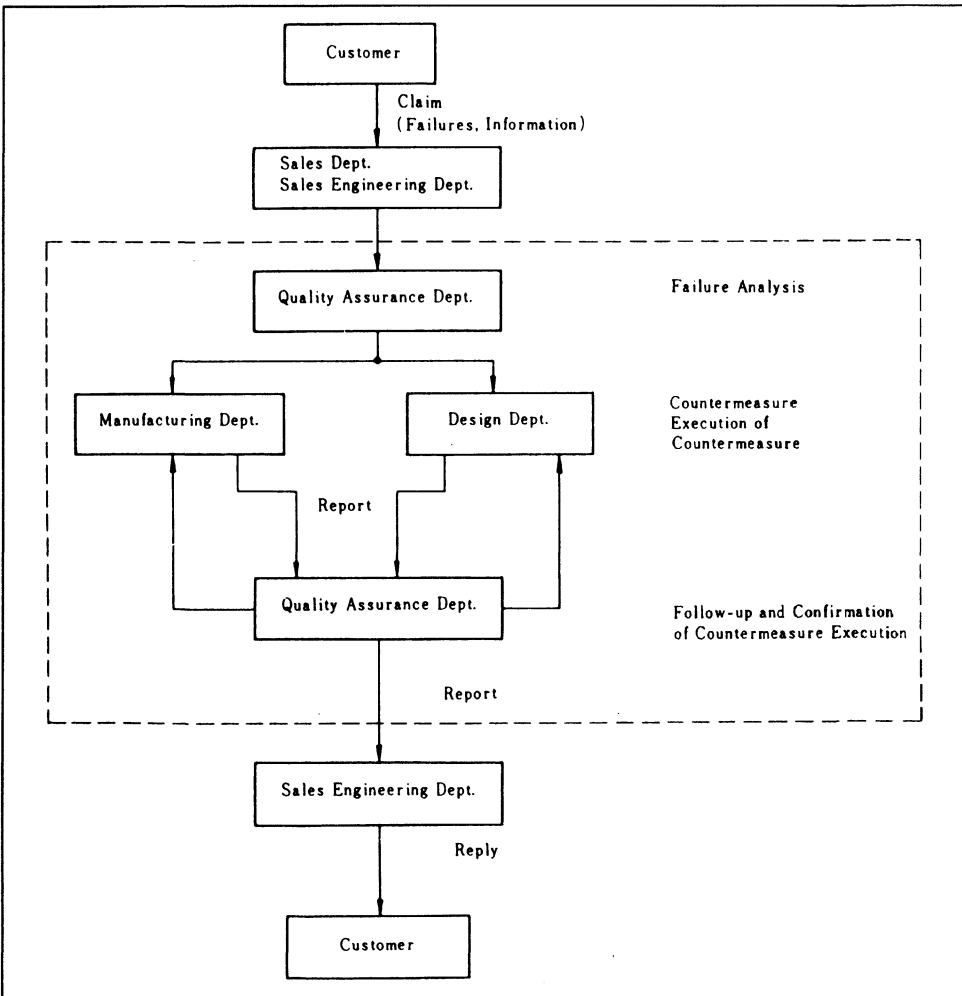 Customer
Claim
(Failures, Information)
Sales Dept.
Sales Engineering Dept.
Quality Assurance Dept.
Failure Analysis
Manufacturing Dept.
Design Dept.
Countermeasure
Execution of
Countermeasure
Report
Quality Assurance Dept.
Follow-up and Confirmation
of Countermeasure Execution
Report
Sales Engineering Dept.
Reply
Customer